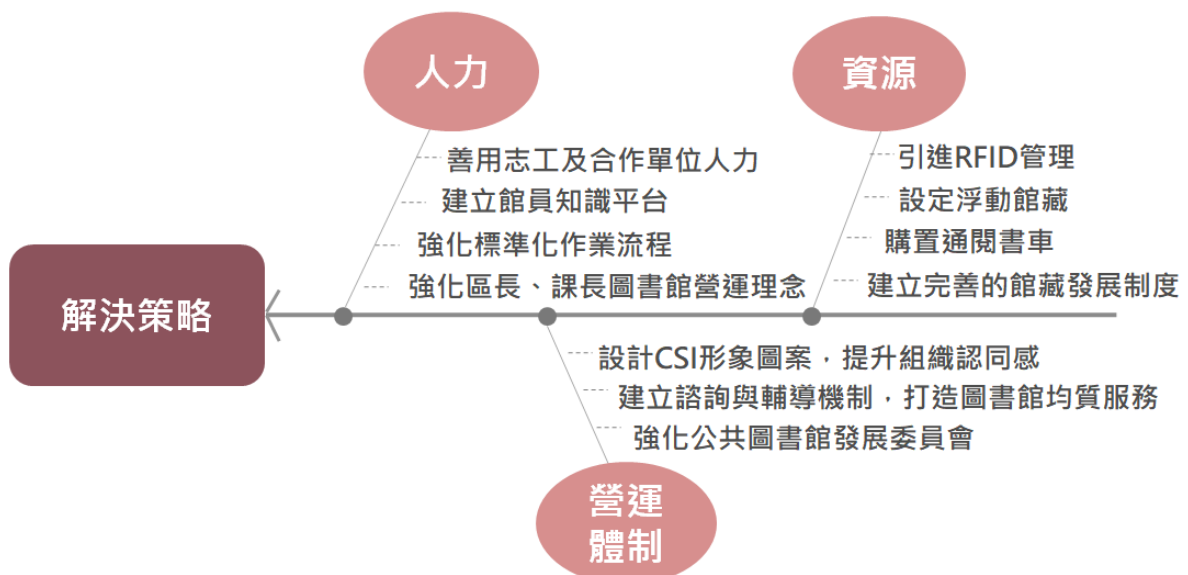 人力
善用志工及合作單位人力
建立館員知識平台
強化標準化作業流程
強化區長、課長圖書館營運理念
資源
引進RFID管理
設定浮動館藏
購置通閱書車
建立完善的館藏發展制度
解決策略
設計CSI形象圖案，提升組織認同感
建立諮詢與輔導機制，打造圖書館均質服務
強化公共圖書館發展委員會
營運
體制